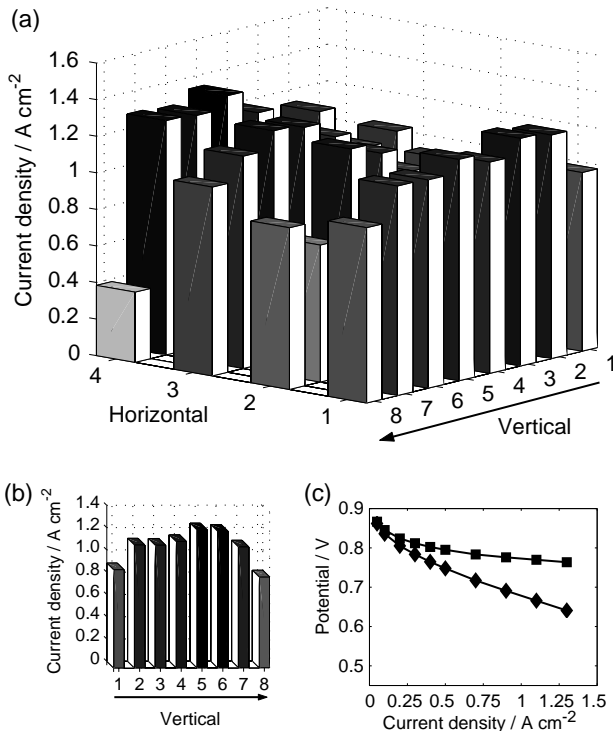 (a)
Current density / A cm-2
1.6
1.4
1.2
1
0.8
0.6
0.4
0.2
0
4
3
2
1
Horizontal
8
7
6
5
4
3
2
1
Vertical
(b)
Current density / A cm-2
1.4
1.2
1.0
0.8
0.6
0.4
0.2
0
1 2 3 4 5 6 7 8
Vertical
(c)
Potential / V
0.9
0.8
0.7
0.6
0.5
0 0.25 0.5 0.75 1 1.25 1.5
Current density / A cm-2